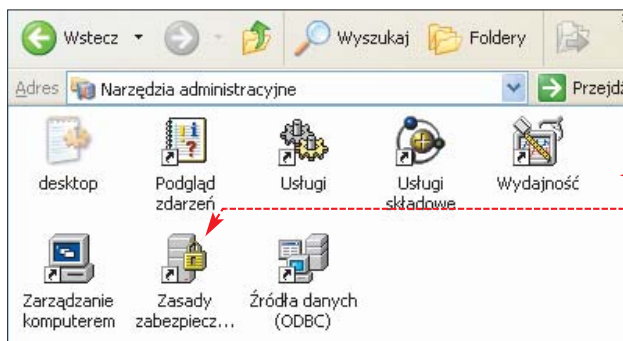 Wstecz Wyszukaj Foldery
Adres Narzędzia administracyjne Przejdź
desktop Podgląd zdarzeń Usługi Usługi składowe Wydajność
Zarządzanie komputerem Zasady zabezpiecz... Źródła danych (ODBC)